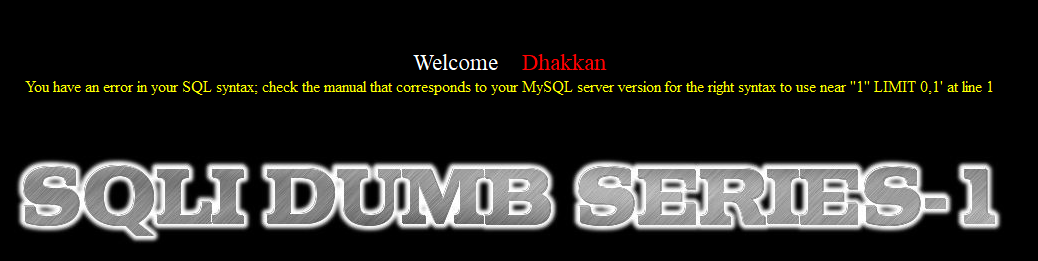 Welcome Dhakkan
You have an error in your SQL syntax; check the manual that corresponds to your MySQL server version for the right syntax to use near ''1'' LIMIT 0,1' at line 1
SQLI DUMB SERIES-1